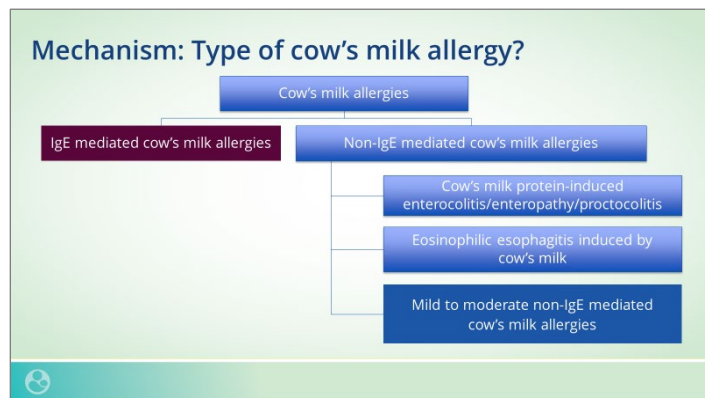 Mechanism: Type of cow’s milk allergy?
Cow’s milk allergies
IgE mediated cow’s milk allergies
Non-IgE mediated cow’s milk allergies
Cow’s milk protein-induced
enterocolitis/enteropathy/proctocolitis
Eosinophilic esophagitis induced by
cow’s milk
Mild to moderate non-IgE mediated
cow’s milk allergies